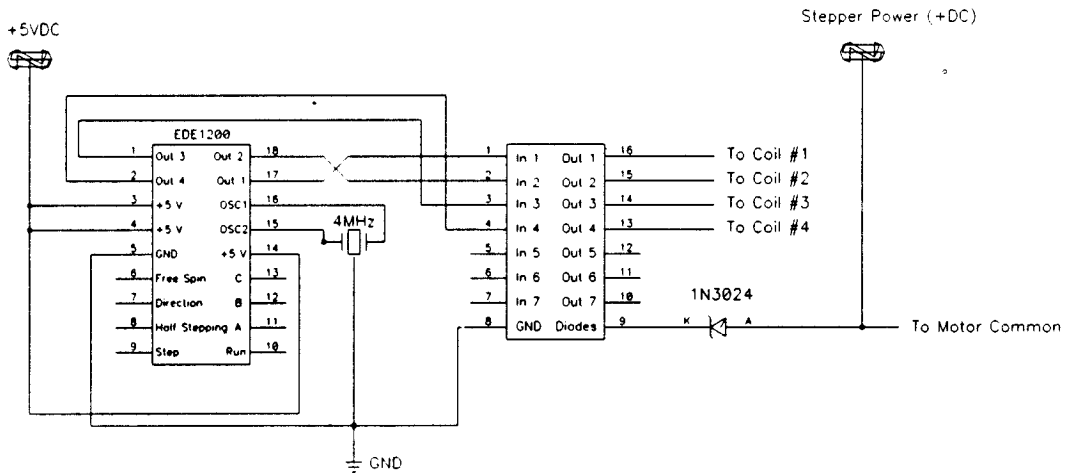 Stepper Power (+DC)
+5VDC
EDE1200
1 Out 3 Out 2 18
2 Out 4 Out 1 17
3 +5 V OSC1 16
4 +5 V OSC2 15
5 GND +5 V 14
6 Free Spin C 13
7 Direction B 12
8 Half Stepping A 11
9 Step Run 10
4MHz
1 In 1 Out 1 16 To Coil #1
2 In 2 Out 2 15 To Coil #2
3 In 3 Out 3 14 To Coil #3
4 In 4 Out 4 13 To Coil #4
5 In 5 Out 5 12
6 In 6 Out 6 11
7 In 7 Out 7 10
8 GND Diodes 9
1N3024
K A
To Motor Common
GND